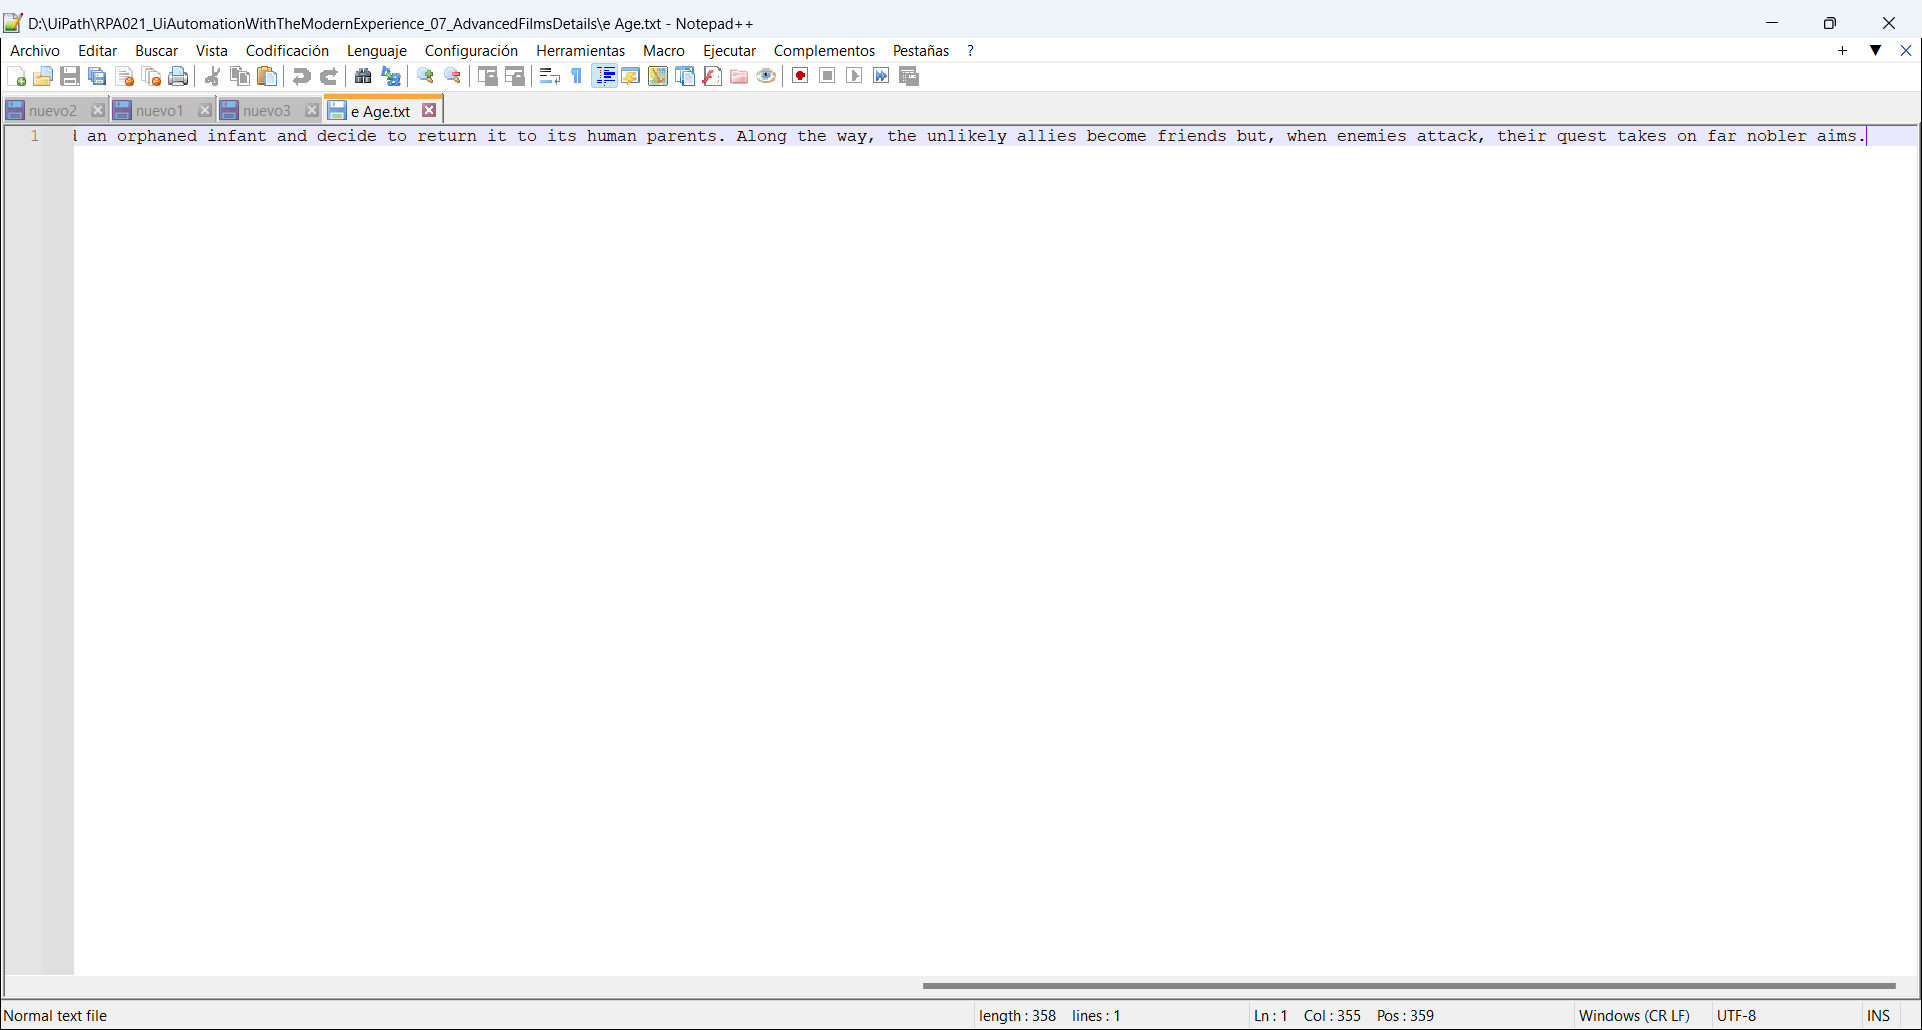 D:\UiPath\RPA021_UiAutomationWithTheModernExperience_07_AdvancedFilmsDetails\e Age.txt - Notepad++
Archivo Editar Buscar Vista Codificación Lenguaje Configuración Herramientas Macro Ejecutar Complementos Pestañas ? + ▼ X
nuevo2 nuevo1 nuevo3 e Age.txt
1 an orphaned infant and decide to return it to its human parents. Along the way, the unlikely allies become friends but, when enemies attack, their quest takes on far nobler aims.
Normal text file length : 358 lines : 1 Ln : 1 Col : 355 Pos : 359 Windows (CR LF) UTF-8 INS